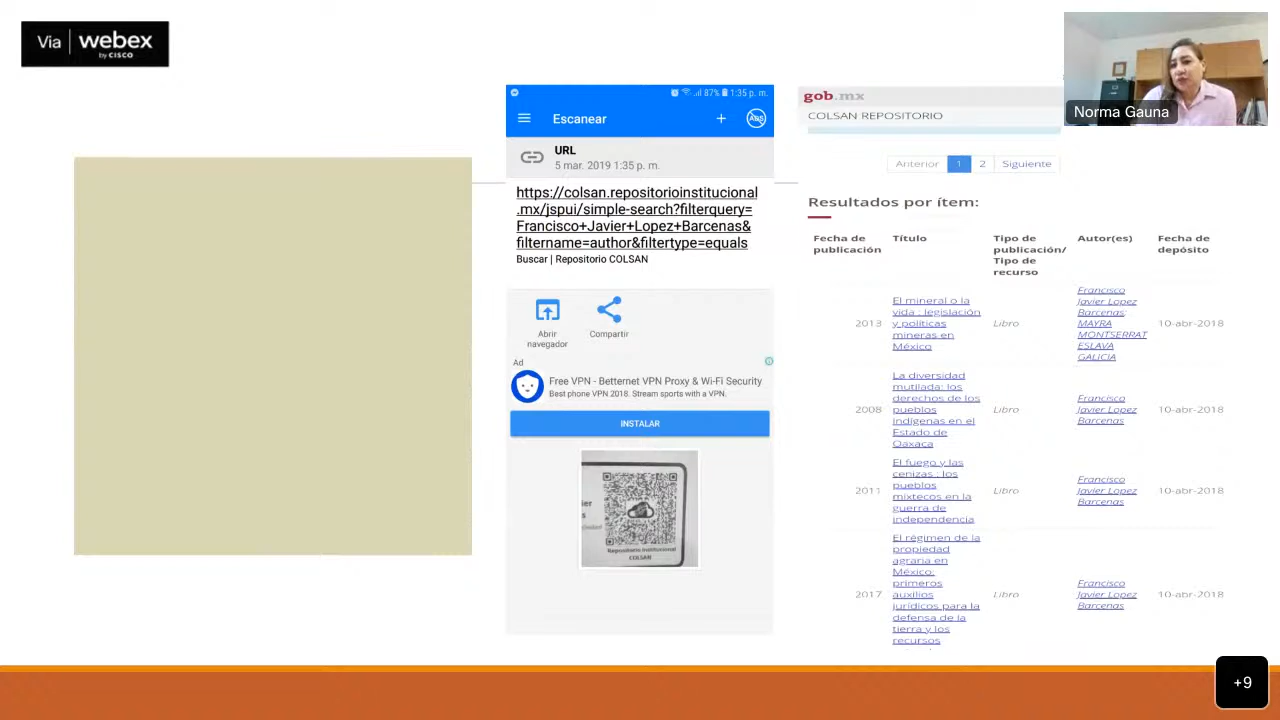 Via webex
by CISCO
87% 1:35 p. m.
Escanear
+
ADS
URL
5 mar. 2019 1:35 p. m.
https://colsan.repositorioinstitucional
.mx/jspui/simple-search?filterquery=
Francisco+Javier+Lopez+Barcenas&
filtername=author&filtertype=equals
Buscar | Repositorio COLSAN
Abrir
navegador
Compartir
Ad
Free VPN - Betternet VPN Proxy & Wi-Fi Security
Best phone VPN 2018. Stream sports with a VPN.
INSTALAR
Repositorio Institucional
COLSAN
gob.mx
COLSAN REPOSITORIO
Anterior 1 2 Siguiente
Resultados por ítem:
Fecha de
publicación
Título
Tipo de
publicación/
Tipo de
recurso
Autor(es)
Fecha de
depósito
2013
El mineral o la
vida : legislación
y políticas
mineras en
México
Libro
Francisco
Javier Lopez
Barcenas;
MAYRA
MONTSERRAT
ESLAVA
GALICIA
10-abr-2018
2008
La diversidad
mutilada: los
derechos de los
pueblos
indígenas en el
Estado de
Oaxaca
Libro
Francisco
Javier Lopez
Barcenas
10-abr-2018
2011
El fuego y las
cenizas : los
pueblos
mixtecos en la
guerra de
independencia
Libro
Francisco
Javier Lopez
Barcenas
10-abr-2018
2017
El régimen de la
propiedad
agraria en
México:
primeros
auxilios
jurídicos para la
defensa de la
tierra y los
recursos
Libro
Francisco
Javier Lopez
Barcenas
10-abr-2018
Norma Gauna
+9